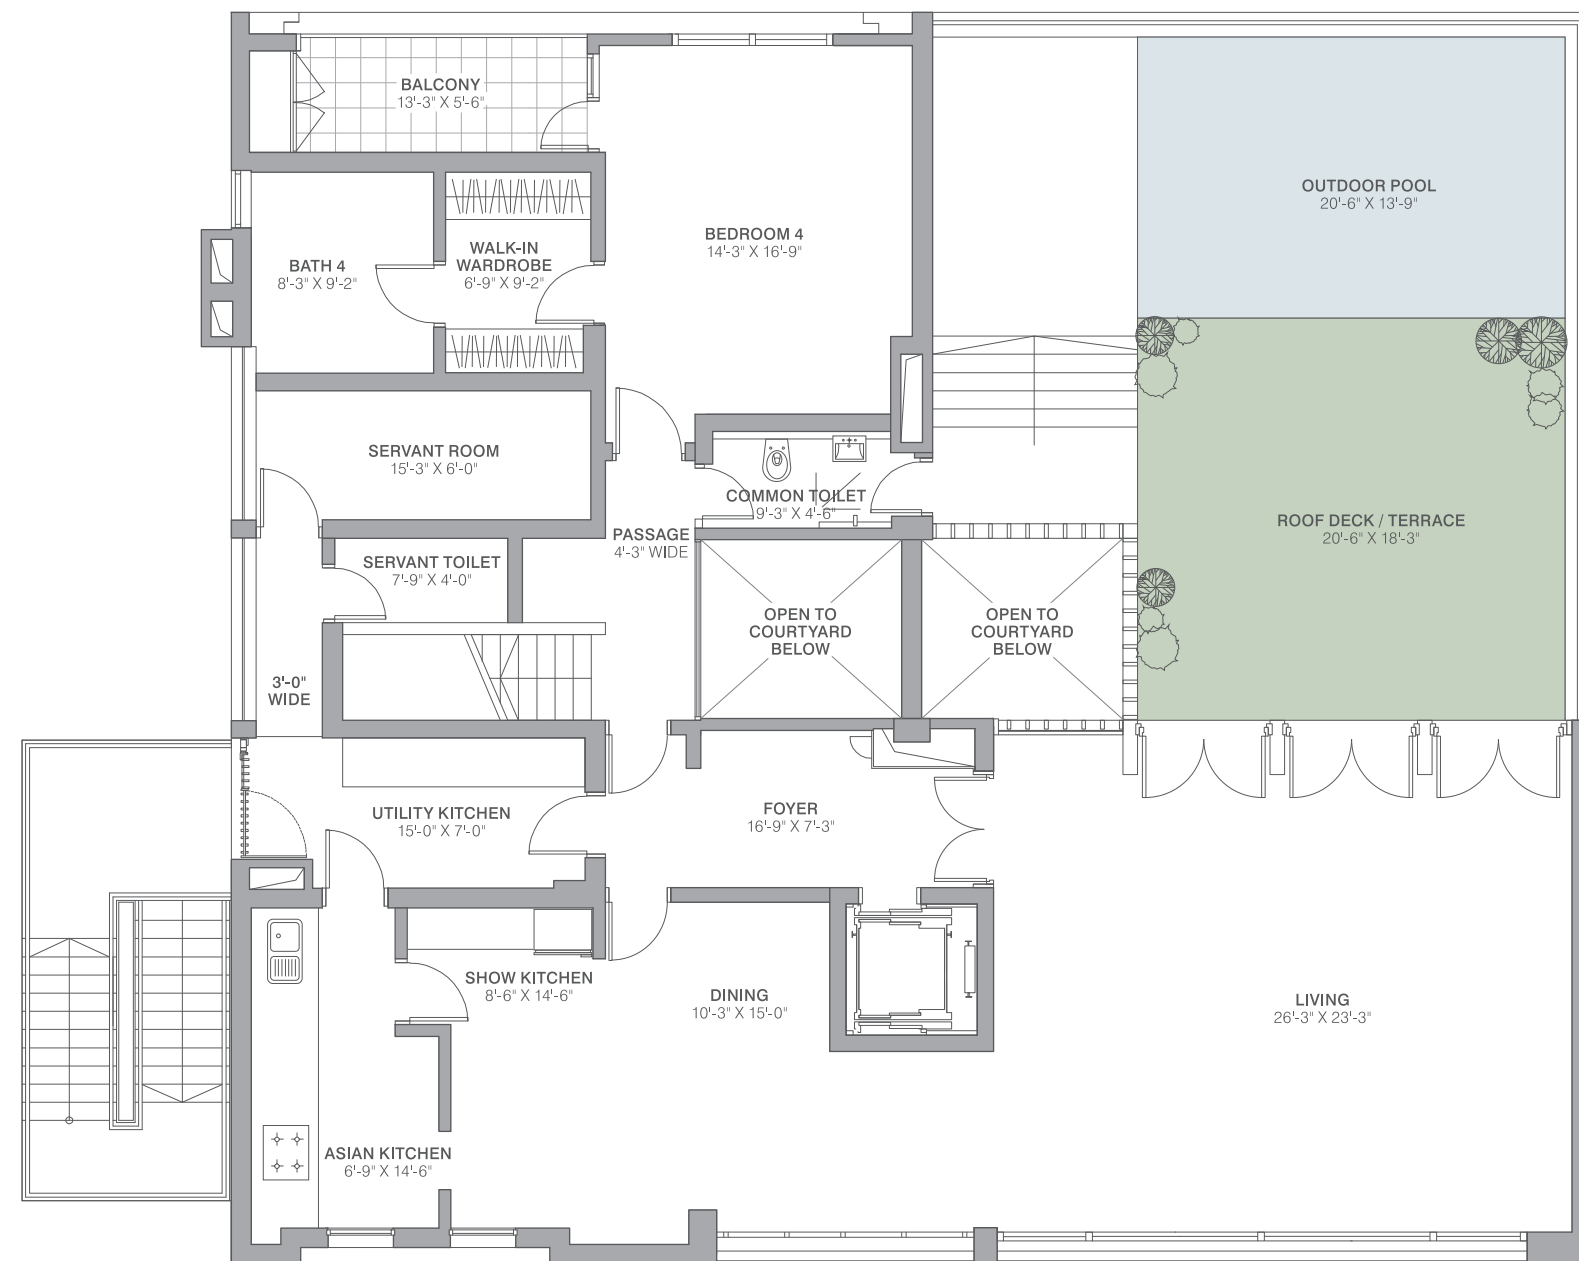 BALCONY
13'-3" X 5'-6"
OUTDOOR POOL
20'-6" X 13'-9"
BEDROOM 4
14'-3" X 16'-9"
WALK-IN
WARDROBE
6'-9" X 9'-2"
BATH 4
8'-3" X 9'-2"
SERVANT ROOM
15'-3" X 6'-0"
COMMON TOILET
9'-3" X 4'-6"
PASSAGE
4'-3" WIDE
ROOF DECK / TERRACE
20'-6" X 18'-3"
SERVANT TOILET
7'-9" X 4'-0"
OPEN TO
COURTYARD
BELOW
OPEN TO
COURTYARD
BELOW
3'-0"
WIDE
UTILITY KITCHEN
15'-0" X 7'-0"
FOYER
16'-9" X 7'-3"
SHOW KITCHEN
8'-6" X 14'-6"
DINING
10'-3" X 15'-0"
LIVING
26'-3" X 23'-3"
ASIAN KITCHEN
6'-9" X 14'-6"